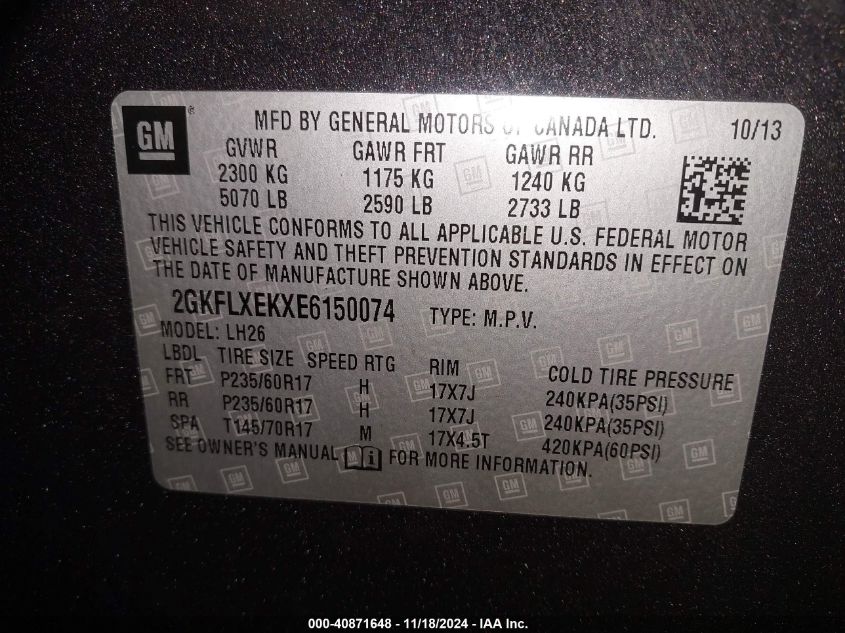 GM ® MFD BY GENERAL MOTORS OF CANADA LTD. 10/13
GVWR GAWR FRT GAWR RR
2300 KG 1175 KG 1240 KG
5070 LB 2590 LB 2733 LB
THIS VEHICLE CONFORMS TO ALL APPLICABLE U.S. FEDERAL MOTOR
VEHICLE SAFETY AND THEFT PREVENTION STANDARDS IN EFFECT ON
THE DATE OF MANUFACTURE SHOWN ABOVE.
2GKFLXEKXE6150074 TYPE: M.P.V.
MODEL: LH26
LBDL TIRE SIZE SPEED RTG RIM COLD TIRE PRESSURE
FRT P235/60R17 H 17X7J 240KPA(35PSI)
RR P235/60R17 H 17X7J 240KPA(35PSI)
SPA T145/70R17 M 17X4.5T 420KPA(60PSI)
SEE OWNER'S MANUAL FOR MORE INFORMATION.
000-40871648 - 11/18/2024 - IAA Inc.